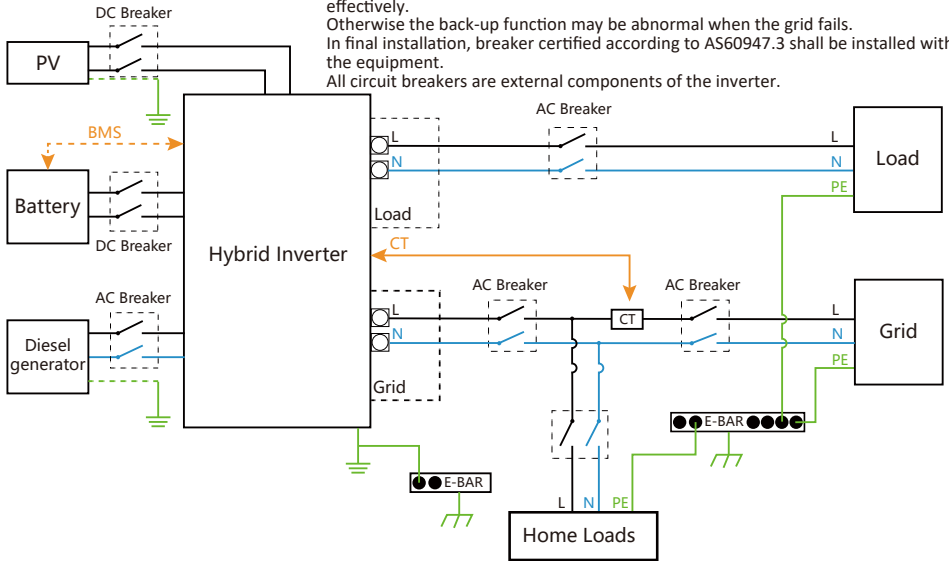 effectively.
Otherwise the back-up function may be abnormal when the grid fails.
In final installation, breaker certified according to AS60947.3 shall be installed with
the equipment.
All circuit breakers are external components of the inverter.
DC Breaker
PV
BMS
Battery
DC Breaker
AC Breaker
Diesel
generator
Hybrid Inverter
L
N
Load
AC Breaker
L
N
PE
Load
CT
L
N
Grid
AC Breaker
CT
AC Breaker
L
N
PE
Grid
E-BAR
E-BAR
L
N
PE
Home Loads